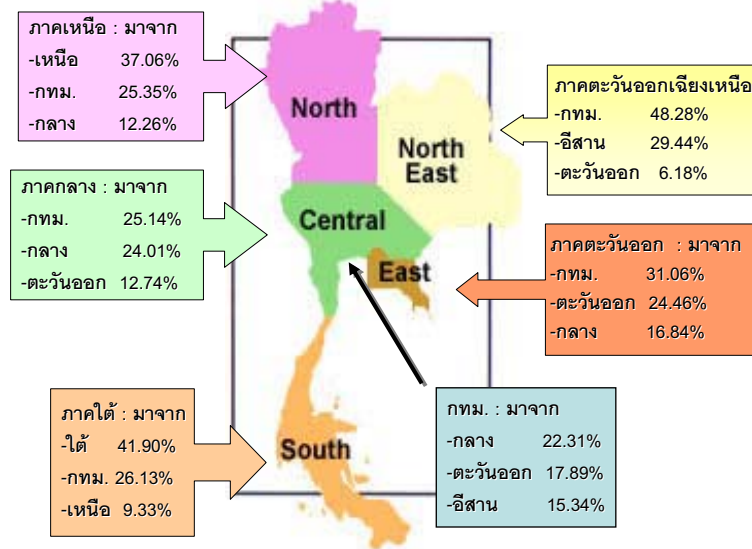 ภาคเหนือ : มาจาก
-เหนือ 37.06%
-กทม. 25.35%
-กลาง 12.26%
ภาคตะวันออกเฉียงเหนือ
-กทม. 48.28%
-อีสาน 29.44%
-ตะวันออก 6.18%
North
North
East
ภาคกลาง : มาจาก
-กทม. 25.14%
-กลาง 24.01%
-ตะวันออก 12.74%
Central
East
ภาคตะวันออก : มาจาก
-กทม. 31.06%
-ตะวันออก 24.46%
-กลาง 16.84%
ภาคใต้ : มาจาก
-ใต้ 41.90%
-กทม. 26.13%
-เหนือ 9.33%
South
กทม. : มาจาก
-กลาง 22.31%
-ตะวันออก 17.89%
-อีสาน 15.34%